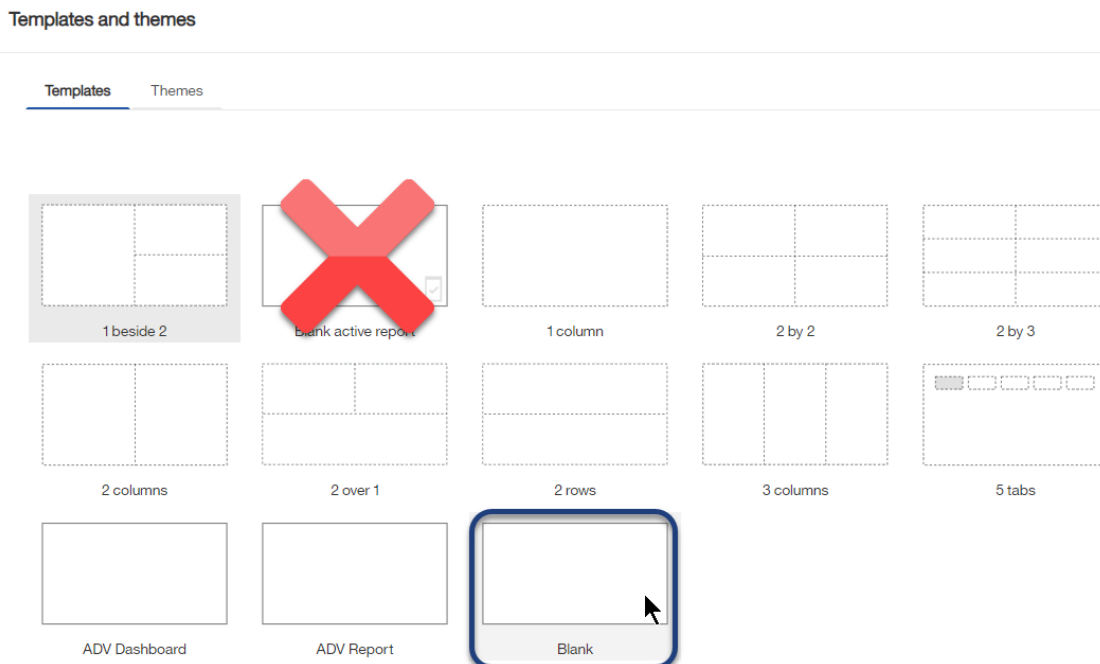 Templates and themes
Templates
Themes
1 beside 2
Blank active report
1 column
2 by 2
2 by 3
2 columns
2 over 1
2 rows
3 columns
5 tabs
ADV Dashboard
ADV Report
Blank